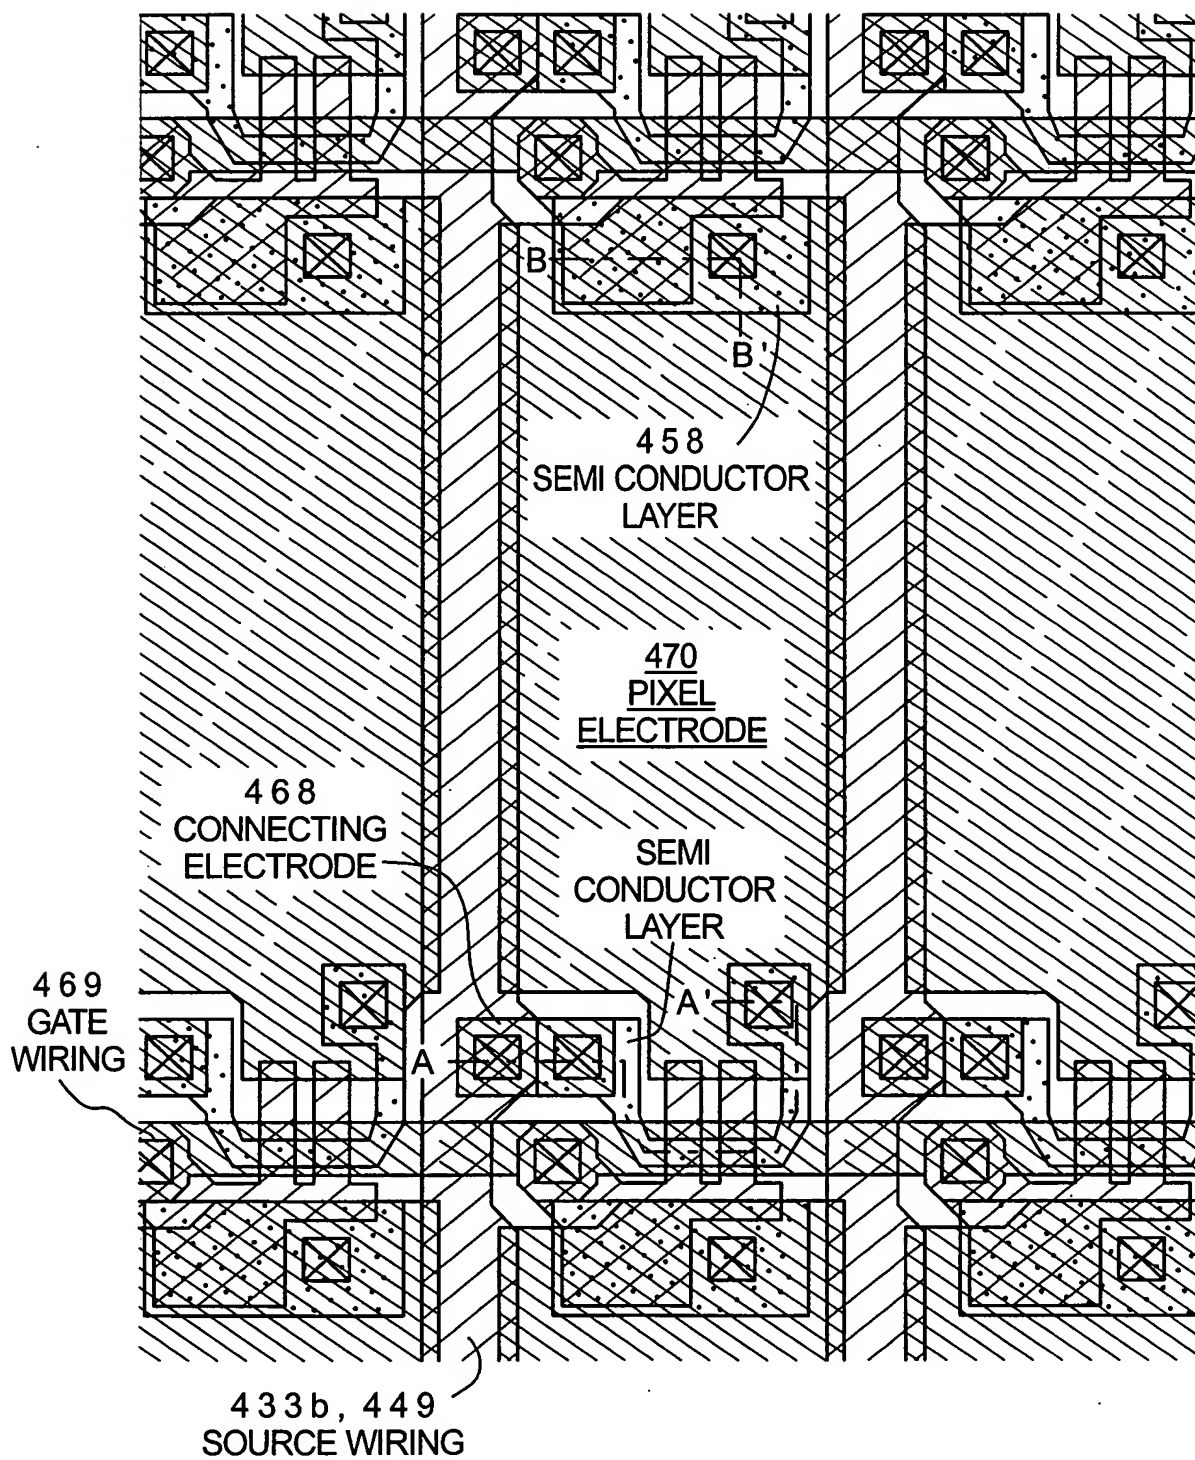 B
B'
458
SEMI CONDUCTOR
LAYER
470
PIXEL
ELECTRODE
468
CONNECTING
ELECTRODE
SEMI
CONDUCTOR
LAYER
469
GATE
WIRING
A
A'
433b, 449
SOURCE WIRING